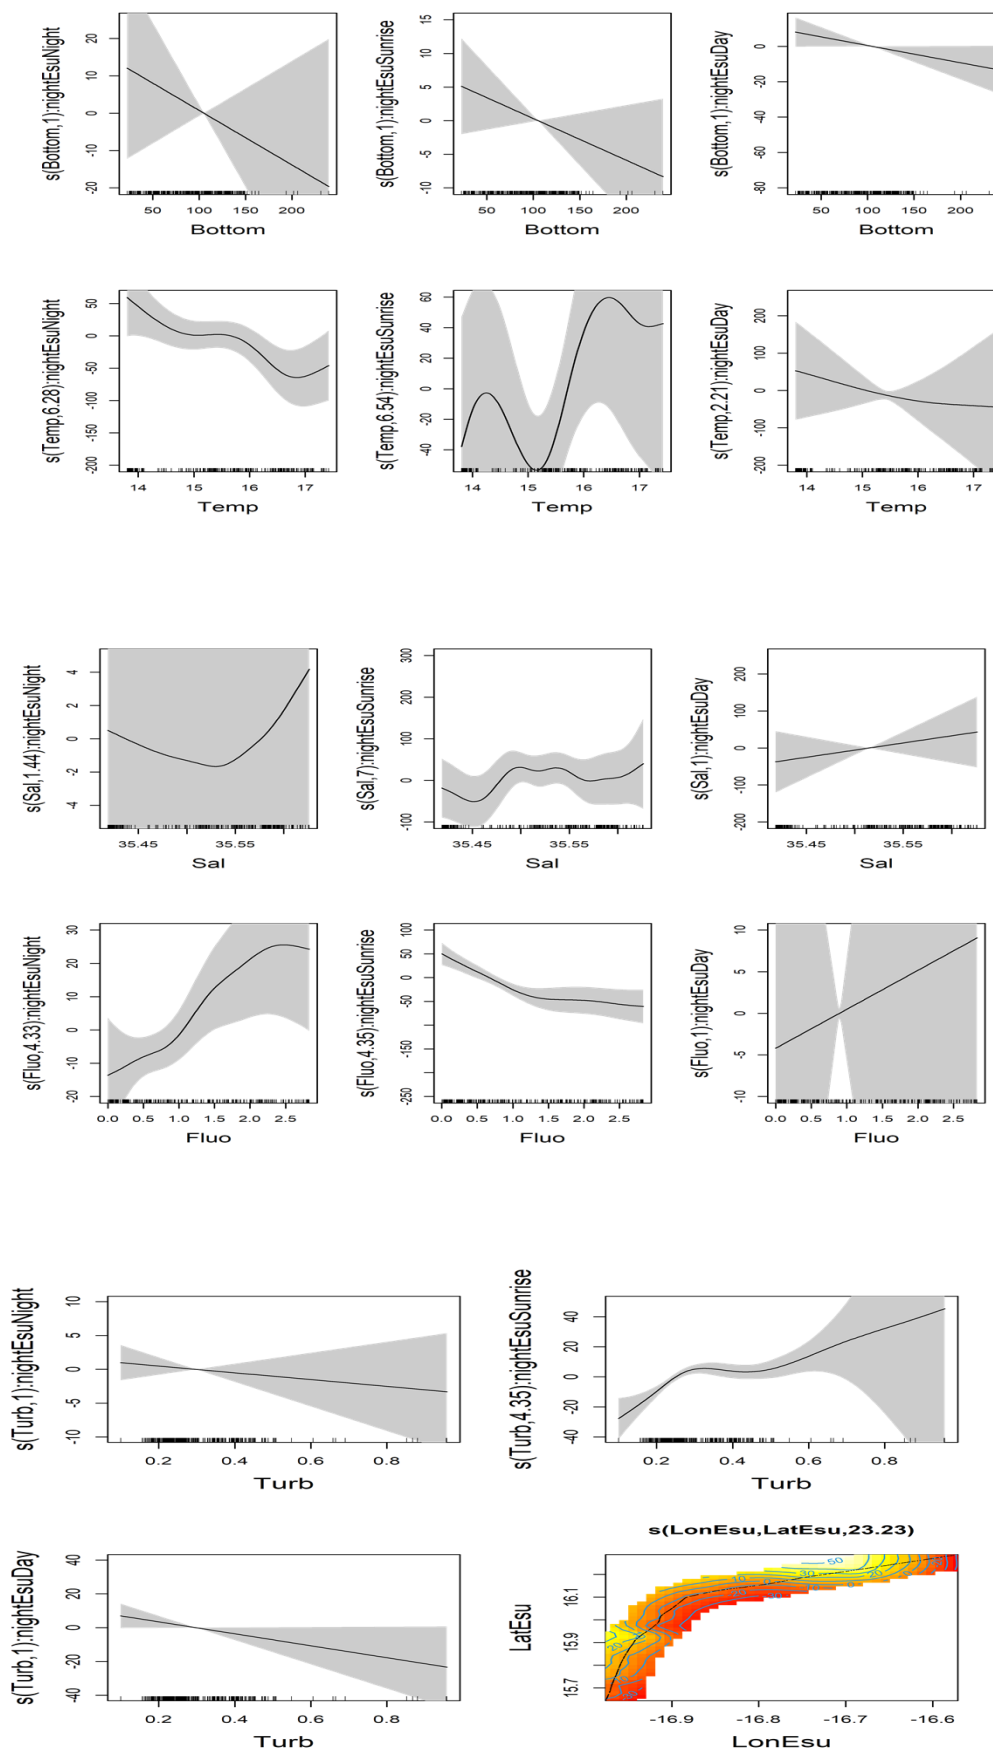 s(Bottom,1):nightEsuNight
20
10
0
-10
-20
50 100 150 200
Bottom
s(Bottom,1):nightEsuSunrise
15
10
5
0
-5
-10
50 100 150 200
Bottom
s(Bottom,1):nightEsuDay
0
-20
-40
-60
-80
50 100 150 200
Bottom
s(Temp,6.28):nightEsuNight
50
0
-50
-100
-200
14 15 16 17
Temp
s(Temp,6.54):nightEsuSunrise
60
40
20
0
-20
40
14 15 16 17
Temp
s(Temp,2.21):nightEsuDay
200
100
0
-100
-200
14 15 16 17
Temp
s(Sal,1.44):nightEsuNight
4
2
0
-2
-4
35.45 35.55
Sal
s(Sal,7):nightEsuSunrise
300
200
100
0
-100
35.45 35.55
Sal
s(Sal,1):nightEsuDay
200
100
0
-100
-200
35.45 35.55
Sal
s(Fluo,4.33):nightEsuNight
30
20
10
0
-10
-20
0.0 0.5 1.0 1.5 2.0 2.5
Fluo
s(Fluo,4.35):nightEsuSunrise
100
50
0
-50
-150
-250
0.0 0.5 1.0 1.5 2.0 2.5
Fluo
s(Fluo,1):nightEsuDay
10
5
0
-5
-10
0.0 0.5 1.0 1.5 2.0 2.5
Fluo
s(Turb,1):nightEsuNight
10
5
0
-5
-10
0.2 0.4 0.6 0.8
Turb
s(Turb,4.35):nightEsuSunrise
40
20
0
-20
-40
0.2 0.4 0.6 0.8
Turb
s(Turb,1):nightEsuDay
40
20
0
-20
40
0.2 0.4 0.6 0.8
Turb
s(LonEsu,LatEsu,23.23)
LatEsu
16.1
15.9
15.7
50
30
20
10
-16.9 -16.8 -16.7 -16.6
LonEsu